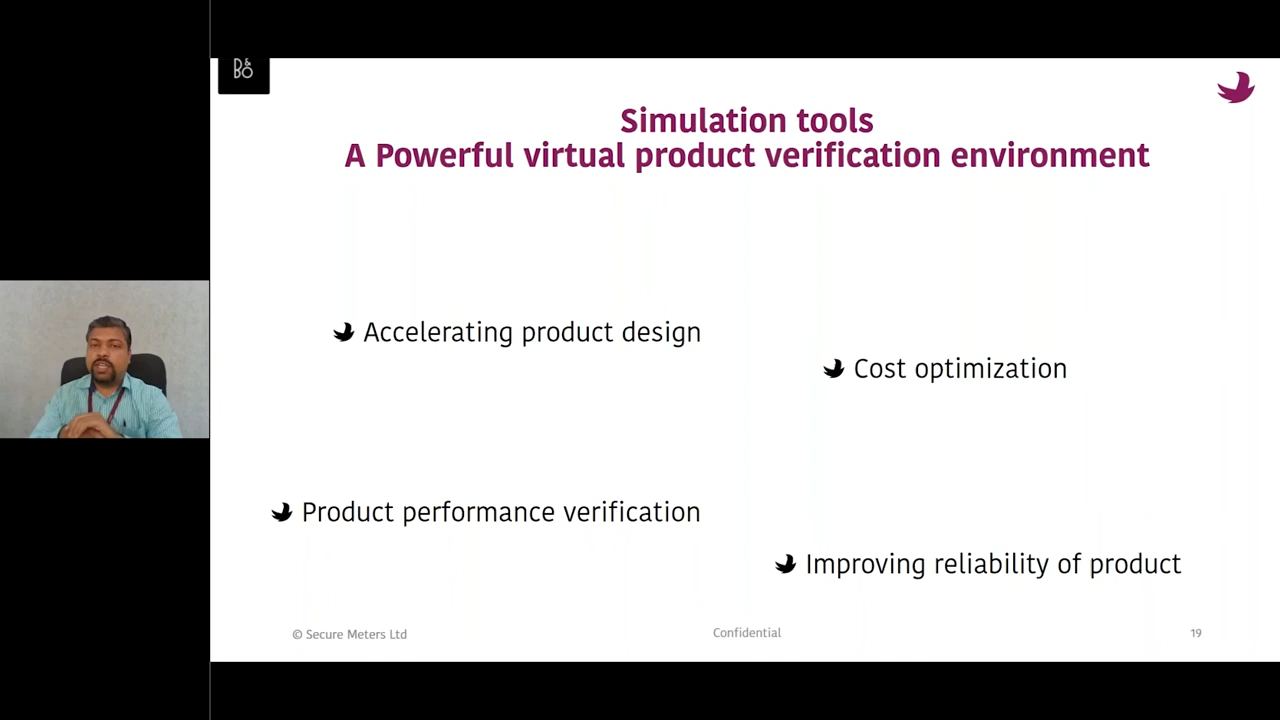 B&O
Simulation tools
A Powerful virtual product verification environment
Accelerating product design
Cost optimization
Product performance verification
Improving reliability of product
© Secure Meters Ltd
Confidential
19